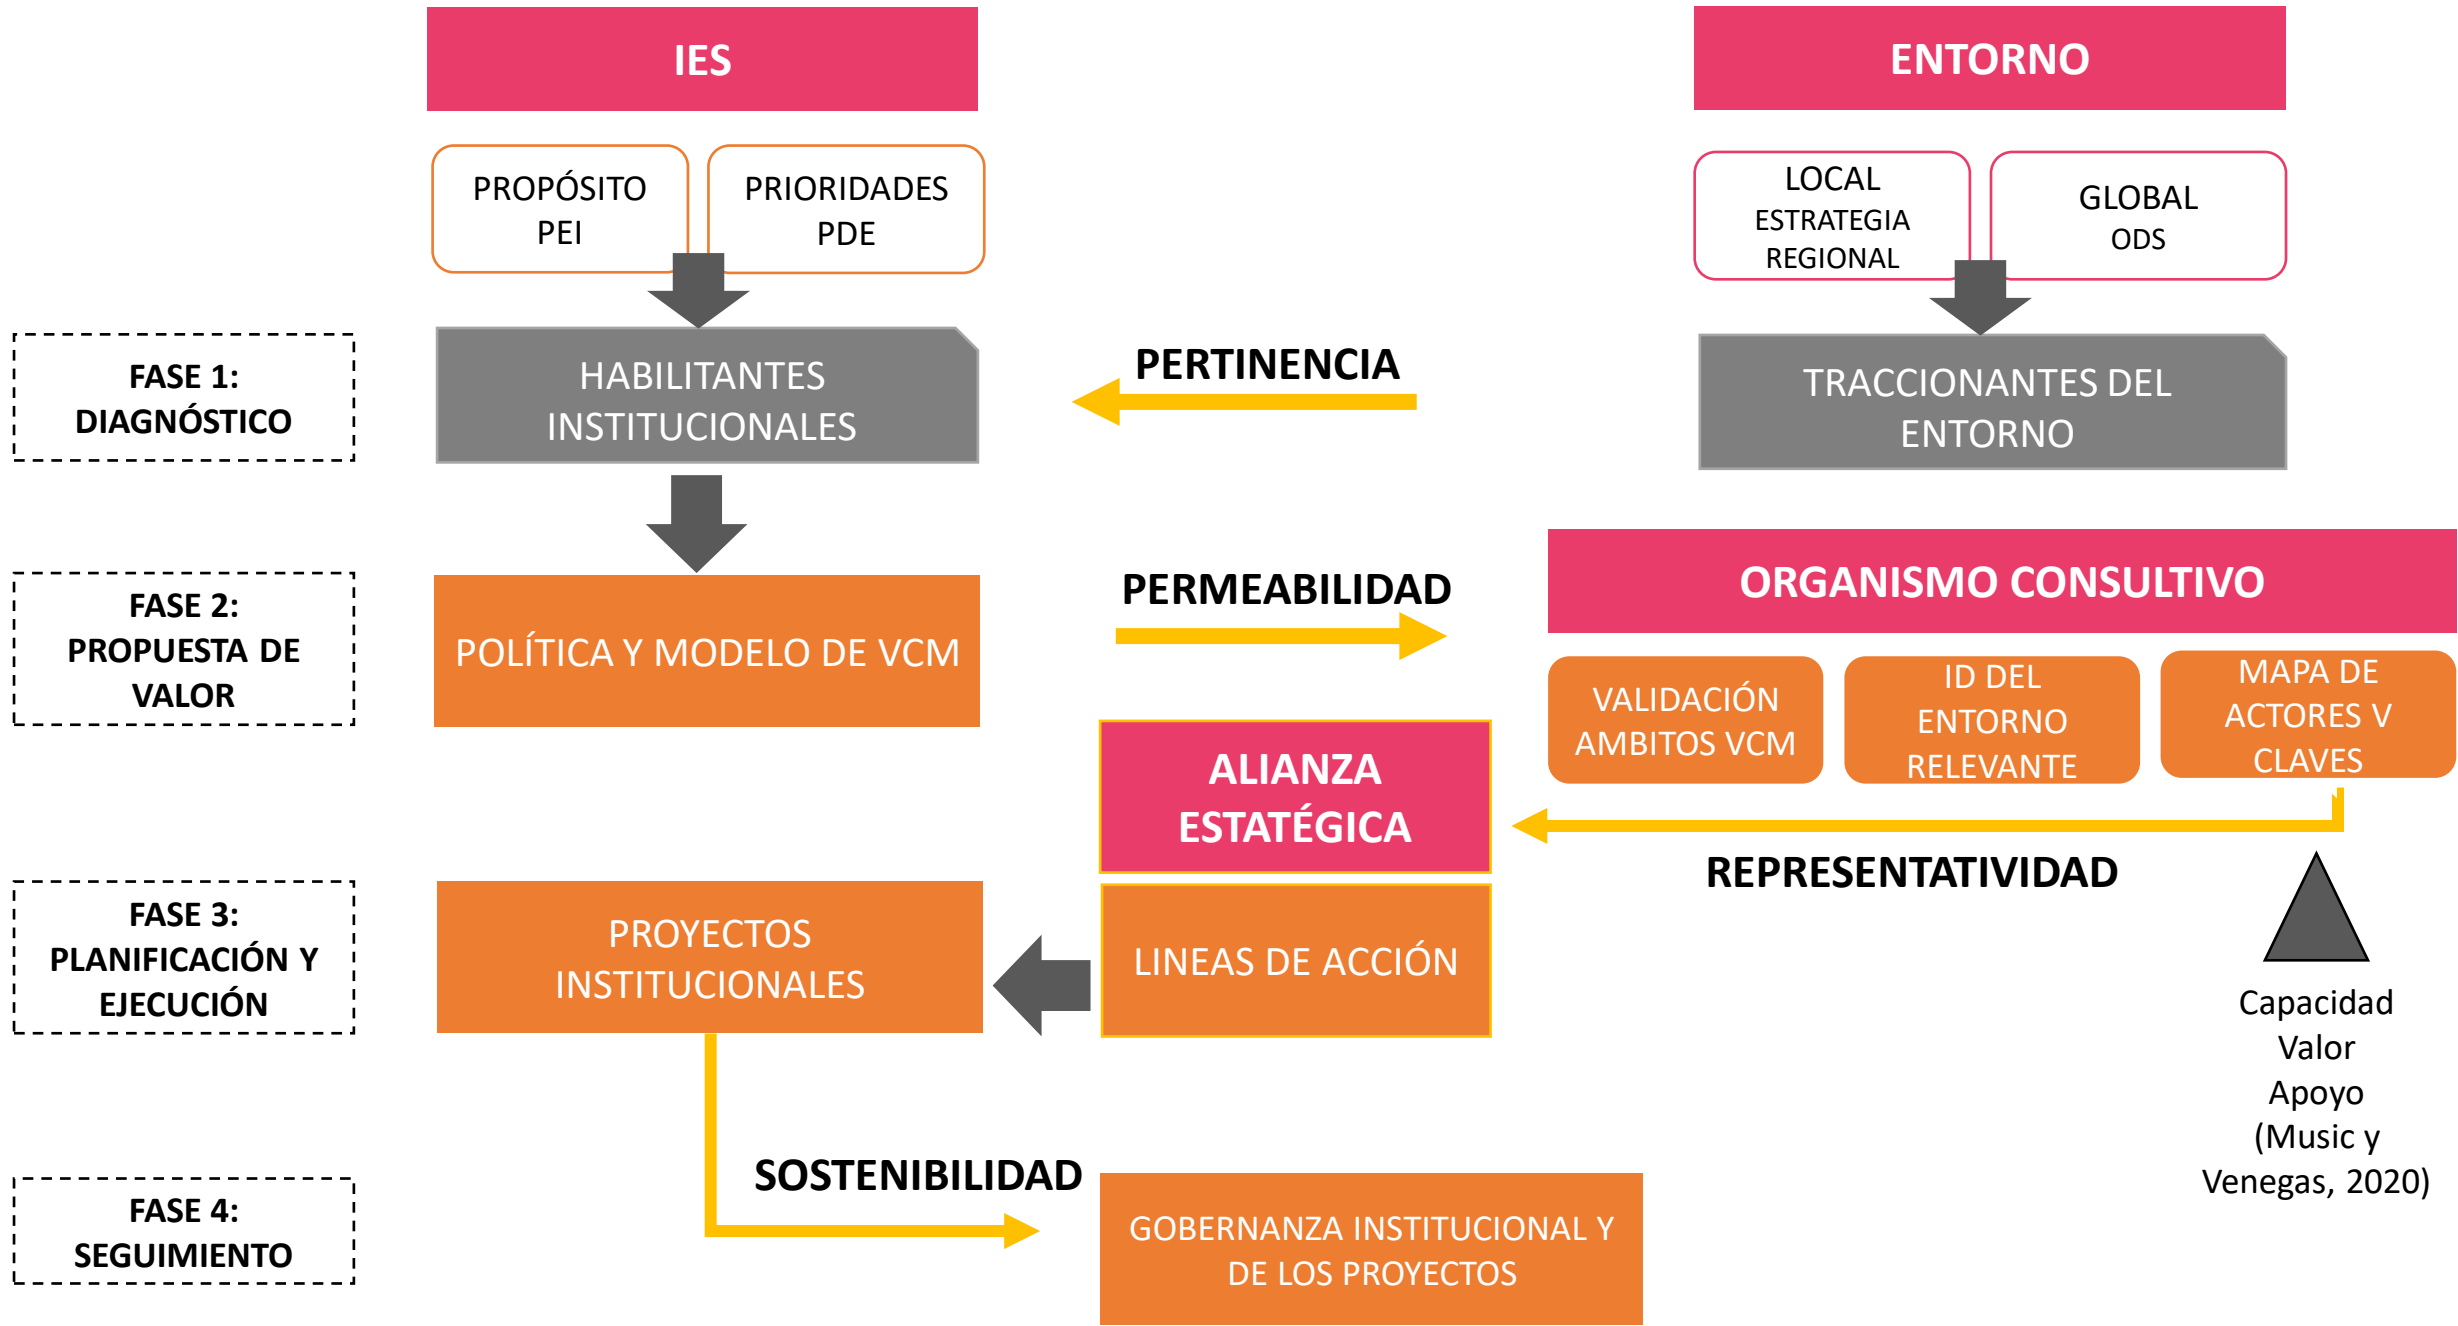 IES
ENTORNO
PROPÓSITO
PEI
PRIORIDADES
PDE
LOCAL
ESTRATEGIA
REGIONAL
GLOBAL
ODS
FASE 1:
DIAGNÓSTICO
HABILITANTES
INSTITUCIONALES
PERTINENCIA
TRACCIONANTES DEL
ENTORNO
FASE 2:
PROPUESTA DE
VALOR
POLÍTICA Y MODELO DE VCM
PERMEABILIDAD
ORGANISMO CONSULTIVO
VALIDACIÓN
AMBITOS VCM
ID DEL
ENTORNO
RELEVANTE
MAPA DE
ACTORES V
CLAVES
ALIANZA
ESTATÉGICA
REPRESENTATIVIDAD
FASE 3:
PLANIFICACIÓN Y
EJECUCIÓN
PROYECTOS
INSTITUCIONALES
LINEAS DE ACCIÓN
Capacidad
Valor
Apoyo
(Music y
Venegas, 2020)
FASE 4:
SEGUIMIENTO
SOSTENIBILIDAD
GOBERNANZA INSTITUCIONAL Y
DE LOS PROYECTOS